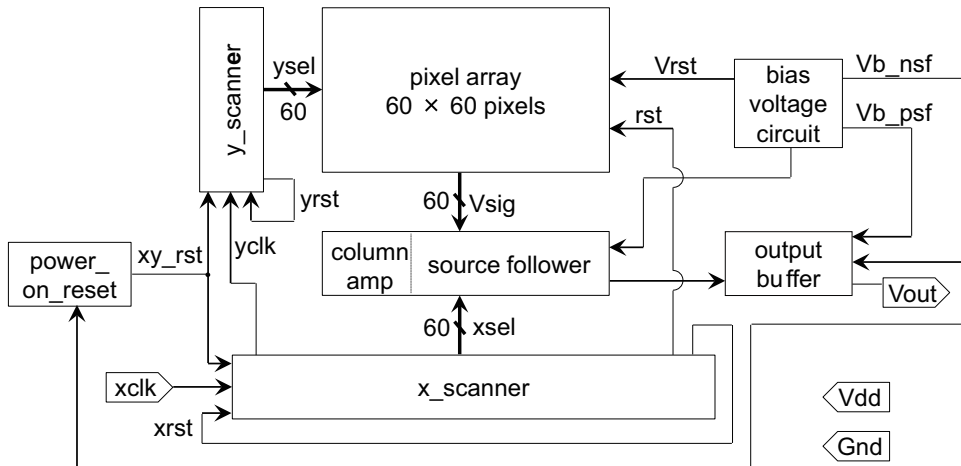 y_scanner
ysel
60
pixel array
60 × 60 pixels
Vrst
rst
bias
voltage
circuit
Vb_nsf
Vb_psf
yrst
60
Vsig
yclk
xy_rst
power_
on_reset
column
amp
source follower
output
buffer
Vout
60
xsel
xclk
x_scanner
xrst
Vdd
Gnd